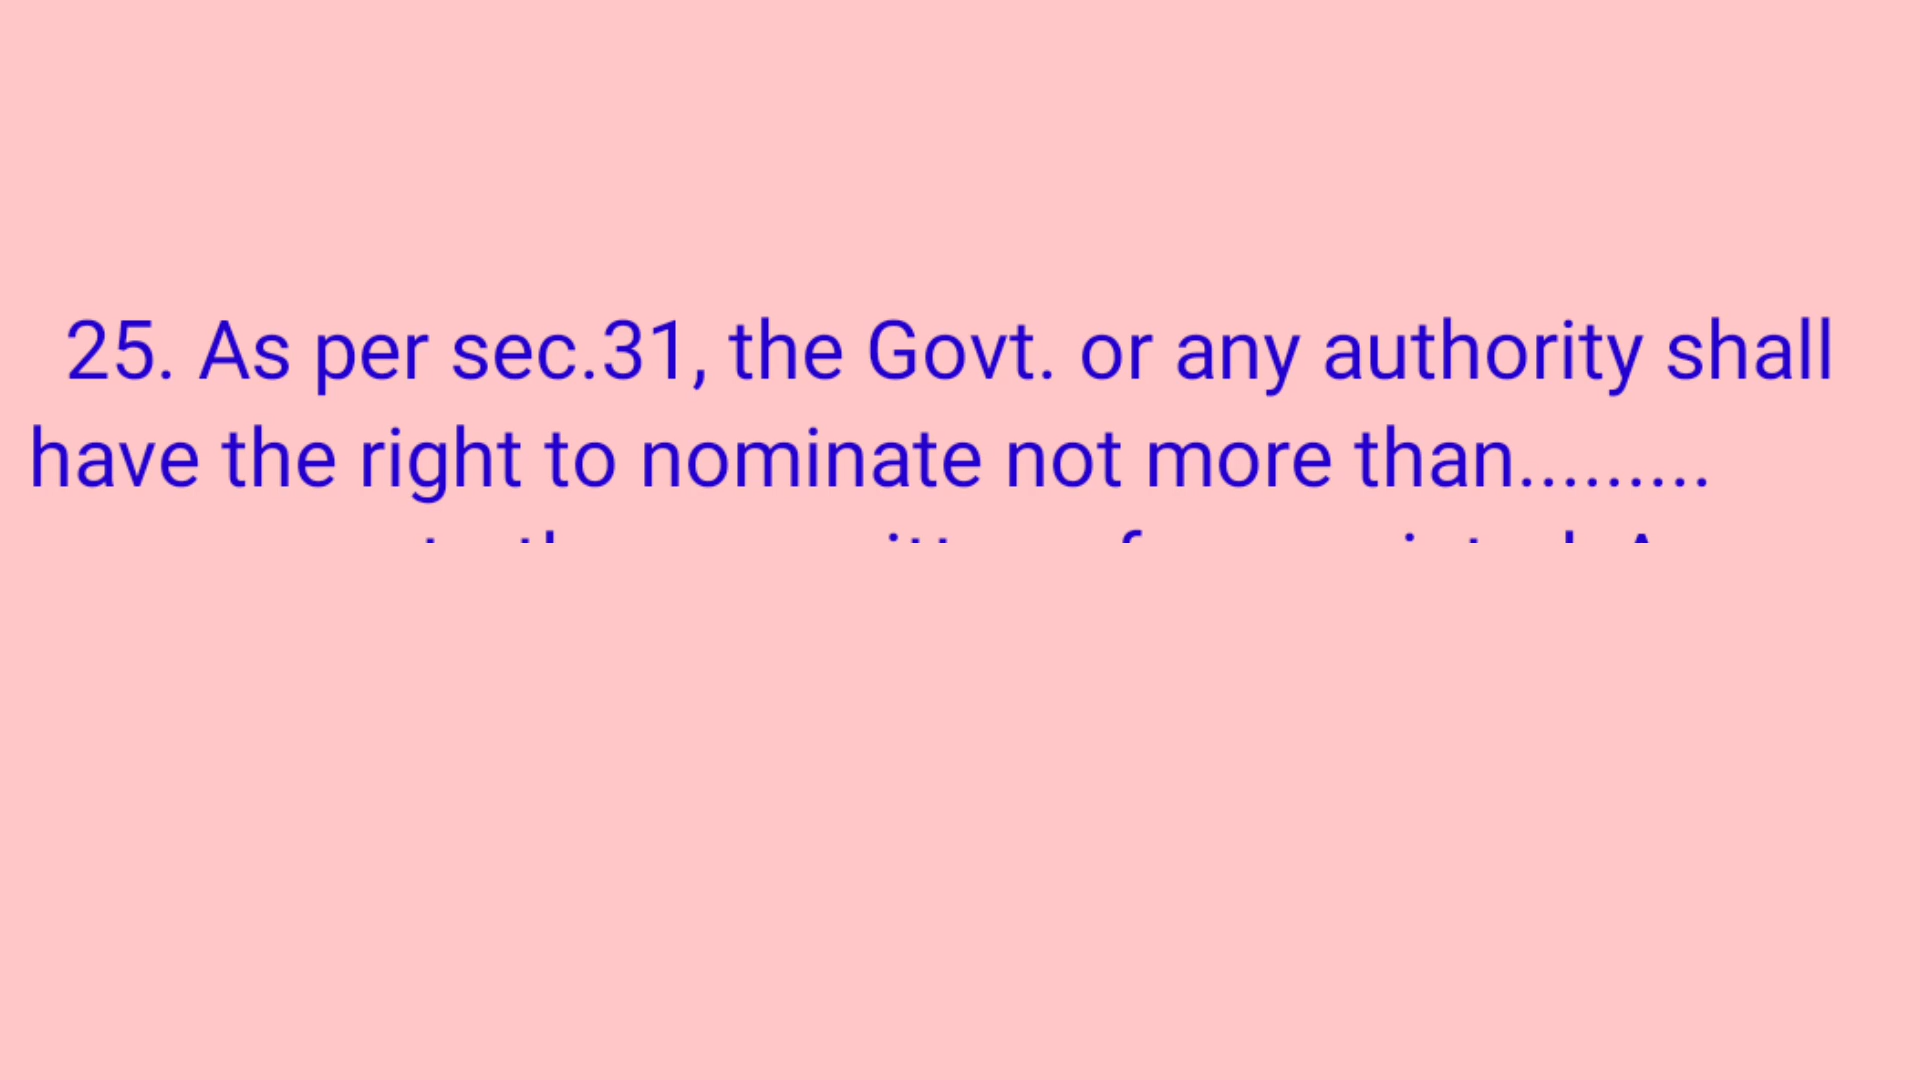 25. As per sec.31, the Govt. or any authority shall
have the right to nominate not more than.........